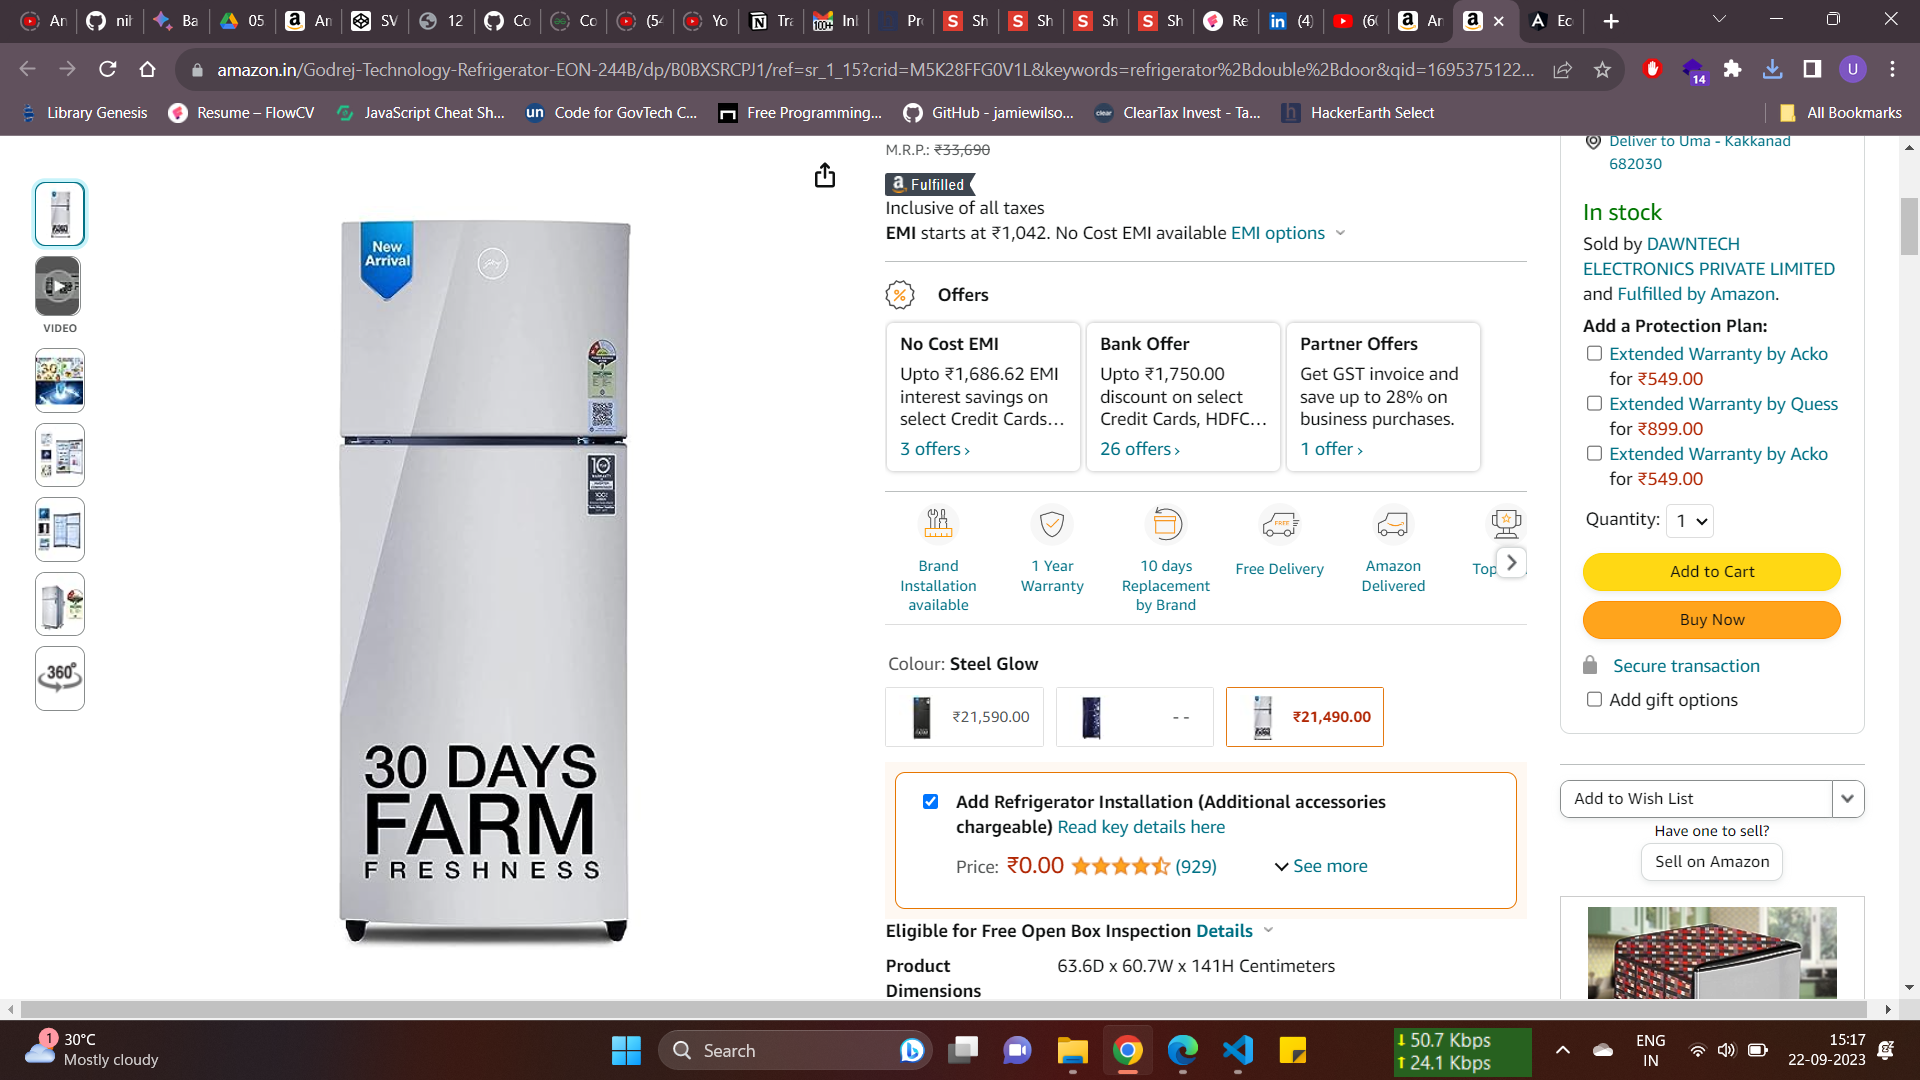 An
nil
Ba
05
An
SV
12
Co
Co
(54
Yo
Tra
100+
Inl
Pr
Sh
Sh
Sh
Sh
Re
(4)
(60
An
Ec
amazon.in/Godrej-Technology-Refrigerator-EON-244B/dp/B0BXSRCPJ1/ref=sr_1_15?crid=M5K28FFG0V1L&keywords=refrigerator%2Bdouble%2Bdoor&qid=1695375122...
14
U
Library Genesis
Resume – FlowCV
JavaScript Cheat Sh...
un
Code for GovTech C...
Free Programming...
GitHub - jamiewilso...
clear
ClearTax Invest - Ta...
h
HackerEarth Select
All Bookmarks
VIDEO
360°
New
Arrival
10
30 DAYS
FARM
FRESHNESS
M.R.P.: ₹33,690
a Fulfilled
Inclusive of all taxes
EMI starts at ₹1,042. No Cost EMI available EMI options
Offers
No Cost EMI
Upto ₹1,686.62 EMI
interest savings on
select Credit Cards…
3 offers ›
Bank Offer
Upto ₹1,750.00
discount on select
Credit Cards, HDFC…
26 offers ›
Partner Offers
Get GST invoice and
save up to 28% on
business purchases.
1 offer ›
Brand
Installation
available
1 Year
Warranty
10 days
Replacement
by Brand
FREE
Free Delivery
Amazon
Delivered
Top
Colour: Steel Glow
₹21,590.00
- -
₹21,490.00
Add Refrigerator Installation (Additional accessories
chargeable) Read key details here
Price: ₹0.00 (929)
See more
Eligible for Free Open Box Inspection Details
Product
Dimensions
63.6D x 60.7W x 141H Centimeters
Deliver to Uma - Kakkanad
682030
In stock
Sold by DAWNTECH
ELECTRONICS PRIVATE LIMITED
and Fulfilled by Amazon.
Add a Protection Plan:
Extended Warranty by Acko
for ₹549.00
Extended Warranty by Quess
for ₹899.00
Extended Warranty by Acko
for ₹549.00
Quantity: 1
Add to Cart
Buy Now
Secure transaction
Add gift options
Add to Wish List
Have one to sell?
Sell on Amazon
1
30°C
Mostly cloudy
Search
50.7 Kbps
24.1 Kbps
ENG
IN
15:17
22-09-2023